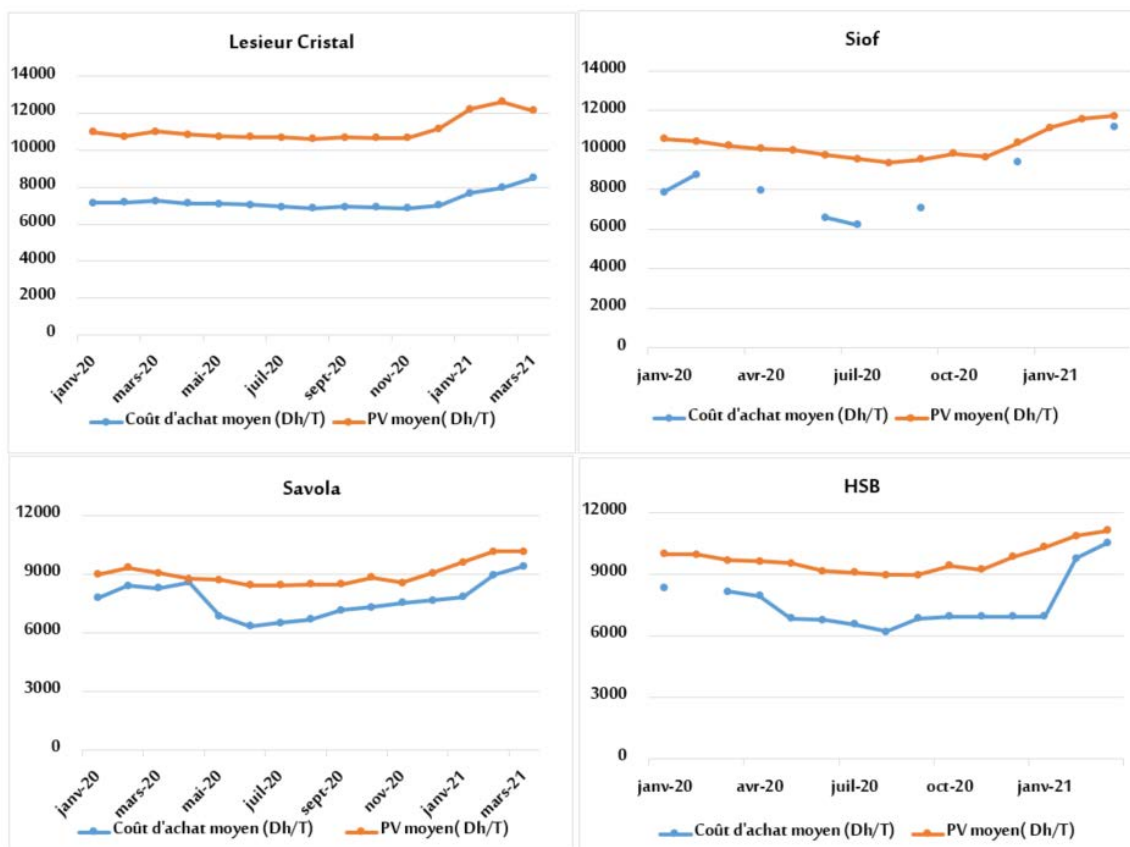 Lesieur Cristal
14000
12000
10000
8000
6000
4000
2000
0
janv-20
mars-20
mai-20
juil-20
sept-20
nov-20
janv-21
mars-21
Coût d'achat moyen (Dh/T) PV moyen( Dh/T)
Siof
14000
12000
10000
8000
6000
4000
2000
0
janv-20 avr-20 juil-20 oct-20 janv-21
Coût d'achat moyen (Dh/T) PV moyen( Dh/T)
Savola
12000
9000
6000
3000
0
janv-20
mars-20
mai-20
juil-20
sept-20
nov-20
janv-21
mars-21
Coût d'achat moyen (Dh/T) PV moyen( Dh/T)
HSB
12000
9000
6000
3000
0
janv-20 avr-20 juil-20 oct-20 janv-21
Coût d'achat moyen (Dh/T) PV moyen( Dh/T)